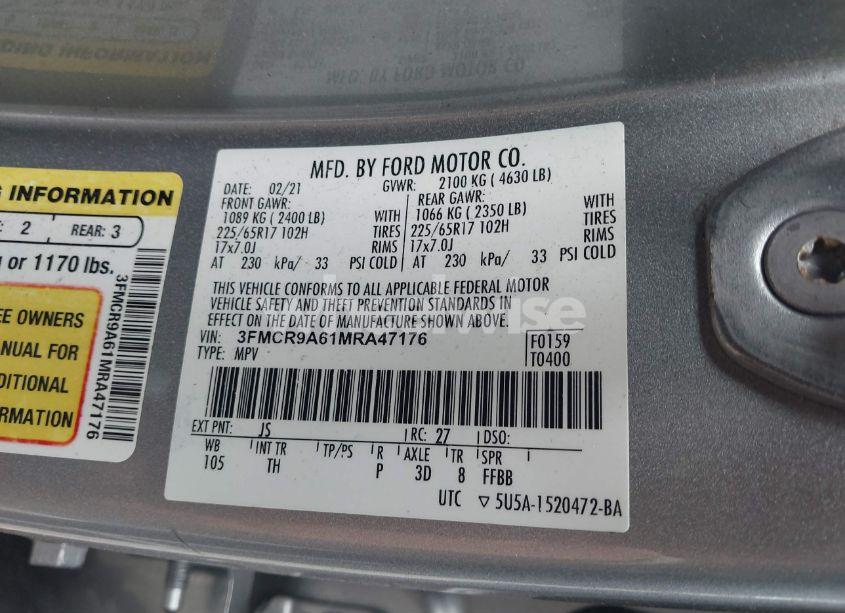 MFD. BY FORD MOTOR CO.
DATE: 02/21 GVWR: 2100 KG ( 4630 LB)
FRONT GAWR: REAR GAWR:
1089 KG ( 2400 LB) WITH 1066 KG ( 2350 LB) WITH
225/65R17 102H TIRES 225/65R17 102H TIRES
17x7.0J RIMS 17x7.0J RIMS
AT 230 kPa/ 33 PSI COLD AT 230 kPa/ 33 PSI COLD
THIS VEHICLE CONFORMS TO ALL APPLICABLE FEDERAL MOTOR
VEHICLE SAFETY AND THEFT PREVENTION STANDARDS IN
EFFECT ON THE DATE OF MANUFACTURE SHOWN ABOVE.
VIN: 3FMCR9A61MRA47176 F0159
TYPE: MPV T0400
EXT PNT: JS RC: 27 DSO:
WB INT TR TP/PS R AXLE TR SPR
105 TH P 3D 8 FFBB
UTC ▽ 5U5A-1520472-BA
INFORMATION
2 REAR: 3
or 1170 lbs.
3FMCR9A61MRA47176
OWNERS
FOR
MFD. BY FORD MOTOR CO.
INFORMATION